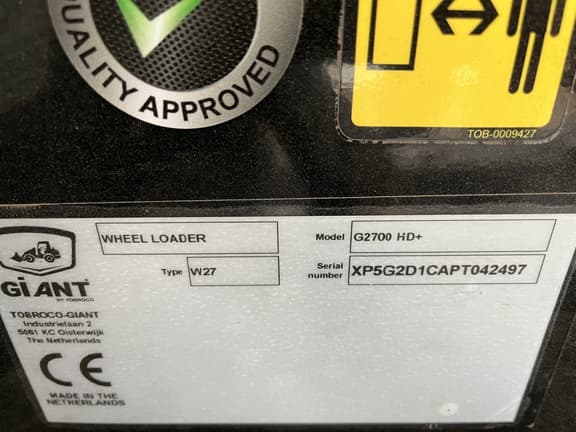 QUALITY APPROVED
TOB-0009427
WHEEL LOADER
Model G2700 HD+
Type W27
Serial number XP5G2D1CAPT042497
GiANT
BY TOBROCO
TOBROCO-GIANT
Industrielaan 2
5061 KC Oisterwijk
The Netherlands
CE
MADE IN THE
NETHERLANDS